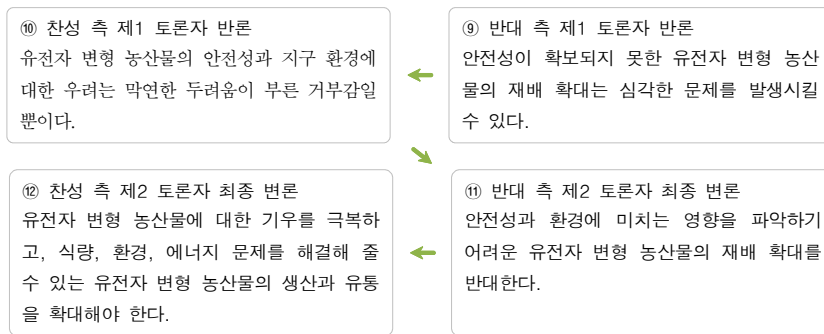 ⑩ 찬성 측 제1 토론자 반론
유전자 변형 농산물의 안전성과 지구 환경에
대한 우려는 막연한 두려움이 부른 거부감일
뿐이다.
⑨ 반대 측 제1 토론자 반론
안전성이 확보되지 못한 유전자 변형 농산
물의 재배 확대는 심각한 문제를 발생시킬
수 있다.
⑫ 찬성 측 제2 토론자 최종 변론
유전자 변형 농산물에 대한 기우를 극복하
고, 식량, 환경, 에너지 문제를 해결해 줄
수 있는 유전자 변형 농산물의 생산과 유통
을 확대해야 한다.
⑪ 반대 측 제2 토론자 최종 변론
안전성과 환경에 미치는 영향을 파악하기
어려운 유전자 변형 농산물의 재배 확대를
반대한다.